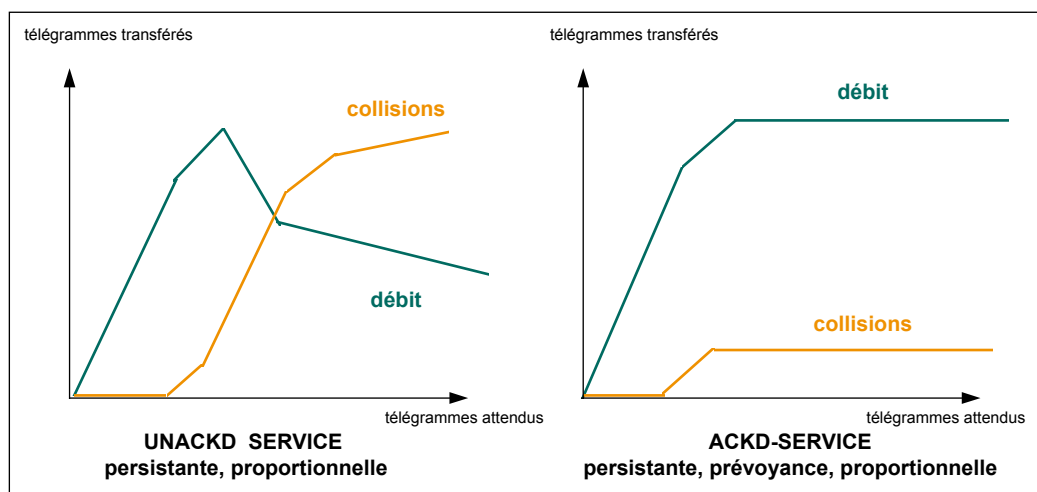 télégrammes transférés
collisions
débit
télégrammes attendus
UNACKD SERVICE
persistante, proportionnelle
télégrammes transférés
débit
collisions
télégrammes attendus
ACKD-SERVICE
persistante, prévoyance, proportionnelle